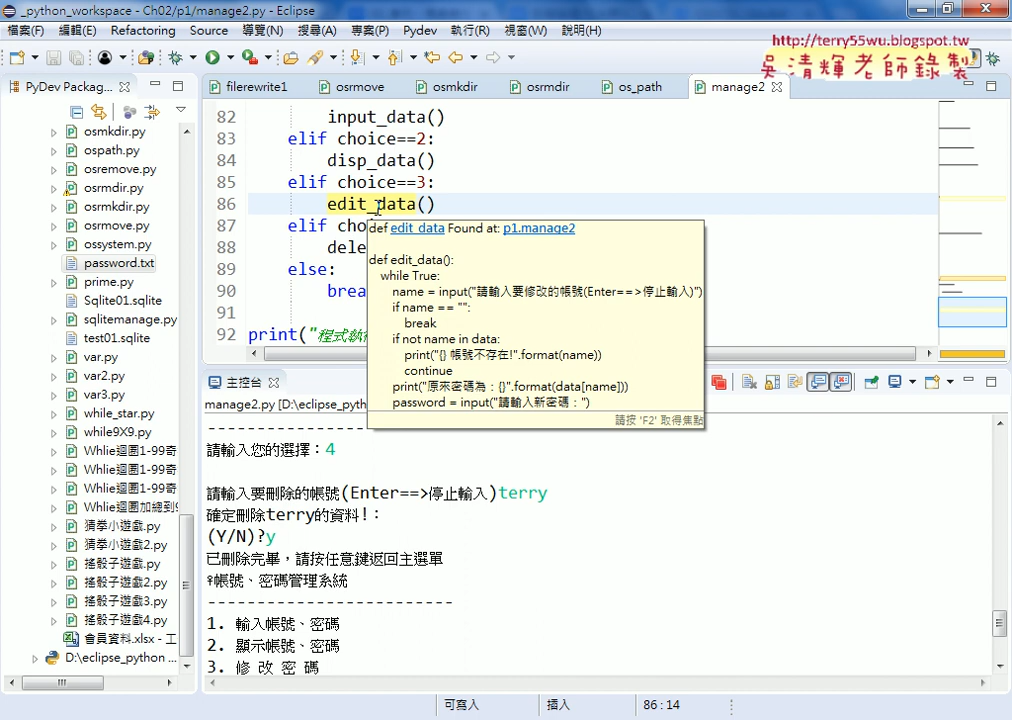 _python_workspace - Ch02/p1/manage2.py - Eclipse
檔案(F) 編輯(E) Refactoring Source 導覽(N) 搜尋(A) 專案(P) Pydev 執行(R) 視窗(W) 說明(H)
http://terry55wu.blogspot.tw
吳清輝老師錄製
PyDev Packag...
filerewrite1 osrmove osmkdir osrmdir os_path manage2
osmkdir.py
ospath.py
osremove.py
osrmdir.py
osrmkdir.py
osrmove.py
ossystem.py
password.txt
prime.py
Sqlite01.sqlite
sqlitemanage.py
test01.sqlite
var.py
var2.py
var3.py
while_star.py
while9X9.py
Whlie迴圈1-99奇
Whlie迴圈1-99奇
Whlie迴圈1-99奇
Whlie迴圈加總到9
猜拳小遊戲.py
猜拳小遊戲2.py
搖骰子遊戲.py
搖骰子遊戲2.py
搖骰子遊戲3.py
搖骰子遊戲4.py
會員資料.xlsx - 工
D:\eclipse_python ...
82 input_data()
83 elif choice==2:
84 disp_data()
85 elif choice==3:
86 edit_data()
87 elif cho
88 dele
89 else:
90 brea
91
92 print("程式執
def edit_data Found at: p1.manage2
def edit_data():
while True:
name = input("請輸入要修改的帳號(Enter==>停止輸入)")
if name == "":
break
if not name in data:
print("{} 帳號不存在!".format(name))
continue
print("原來密碼為：{}".format(data[name]))
password = input("請輸入新密碼：")
請按 'F2' 取得焦點
主控台
manage2.py [D:\eclipse_pyth
------------
請輸入您的選擇：4
請輸入要刪除的帳號(Enter==>停止輸入)terry
確定刪除terry的資料!：
(Y/N)?y
已刪除完畢，請按任意鍵返回主選單
帳號、密碼管理系統
-------------------------
1. 輸入帳號、密碼
2. 顯示帳號、密碼
3. 修 改 密 碼
可寫入 插入 86:14